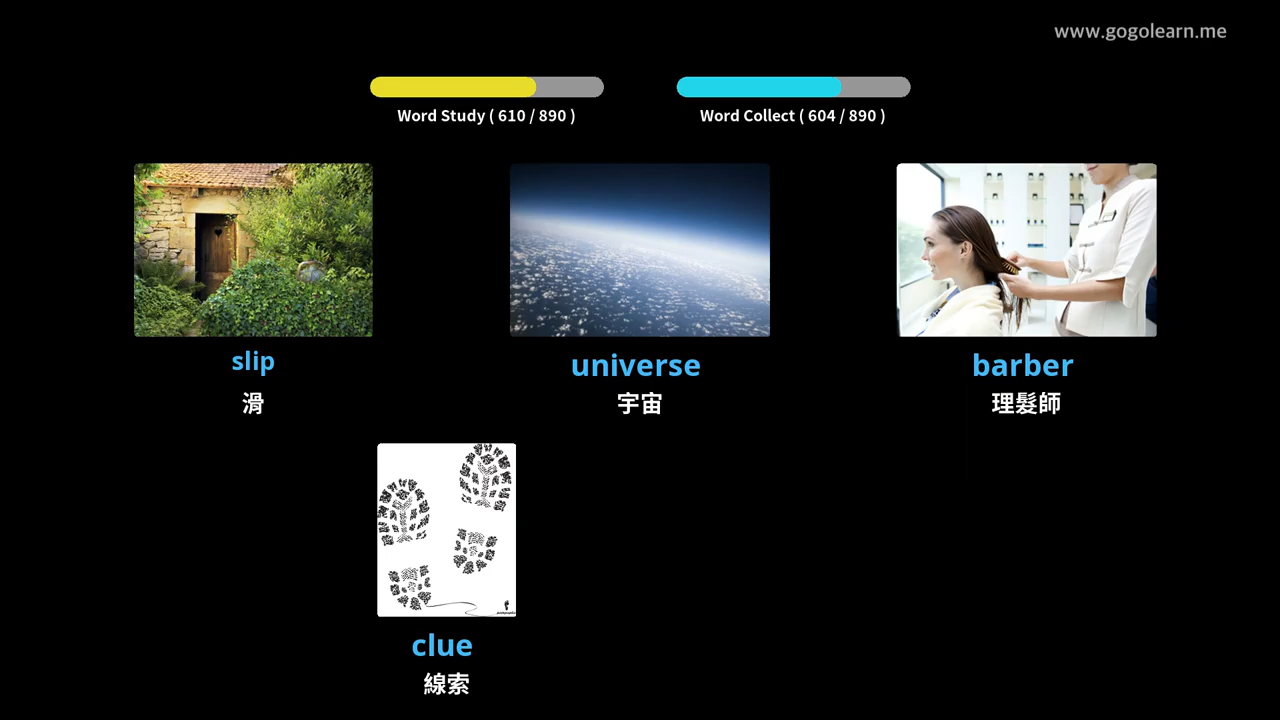 www.gogolearn.me
Word Study ( 610 / 890 )
Word Collect ( 604 / 890 )
slip
滑
universe
宇宙
barber
理髮師
clue
線索